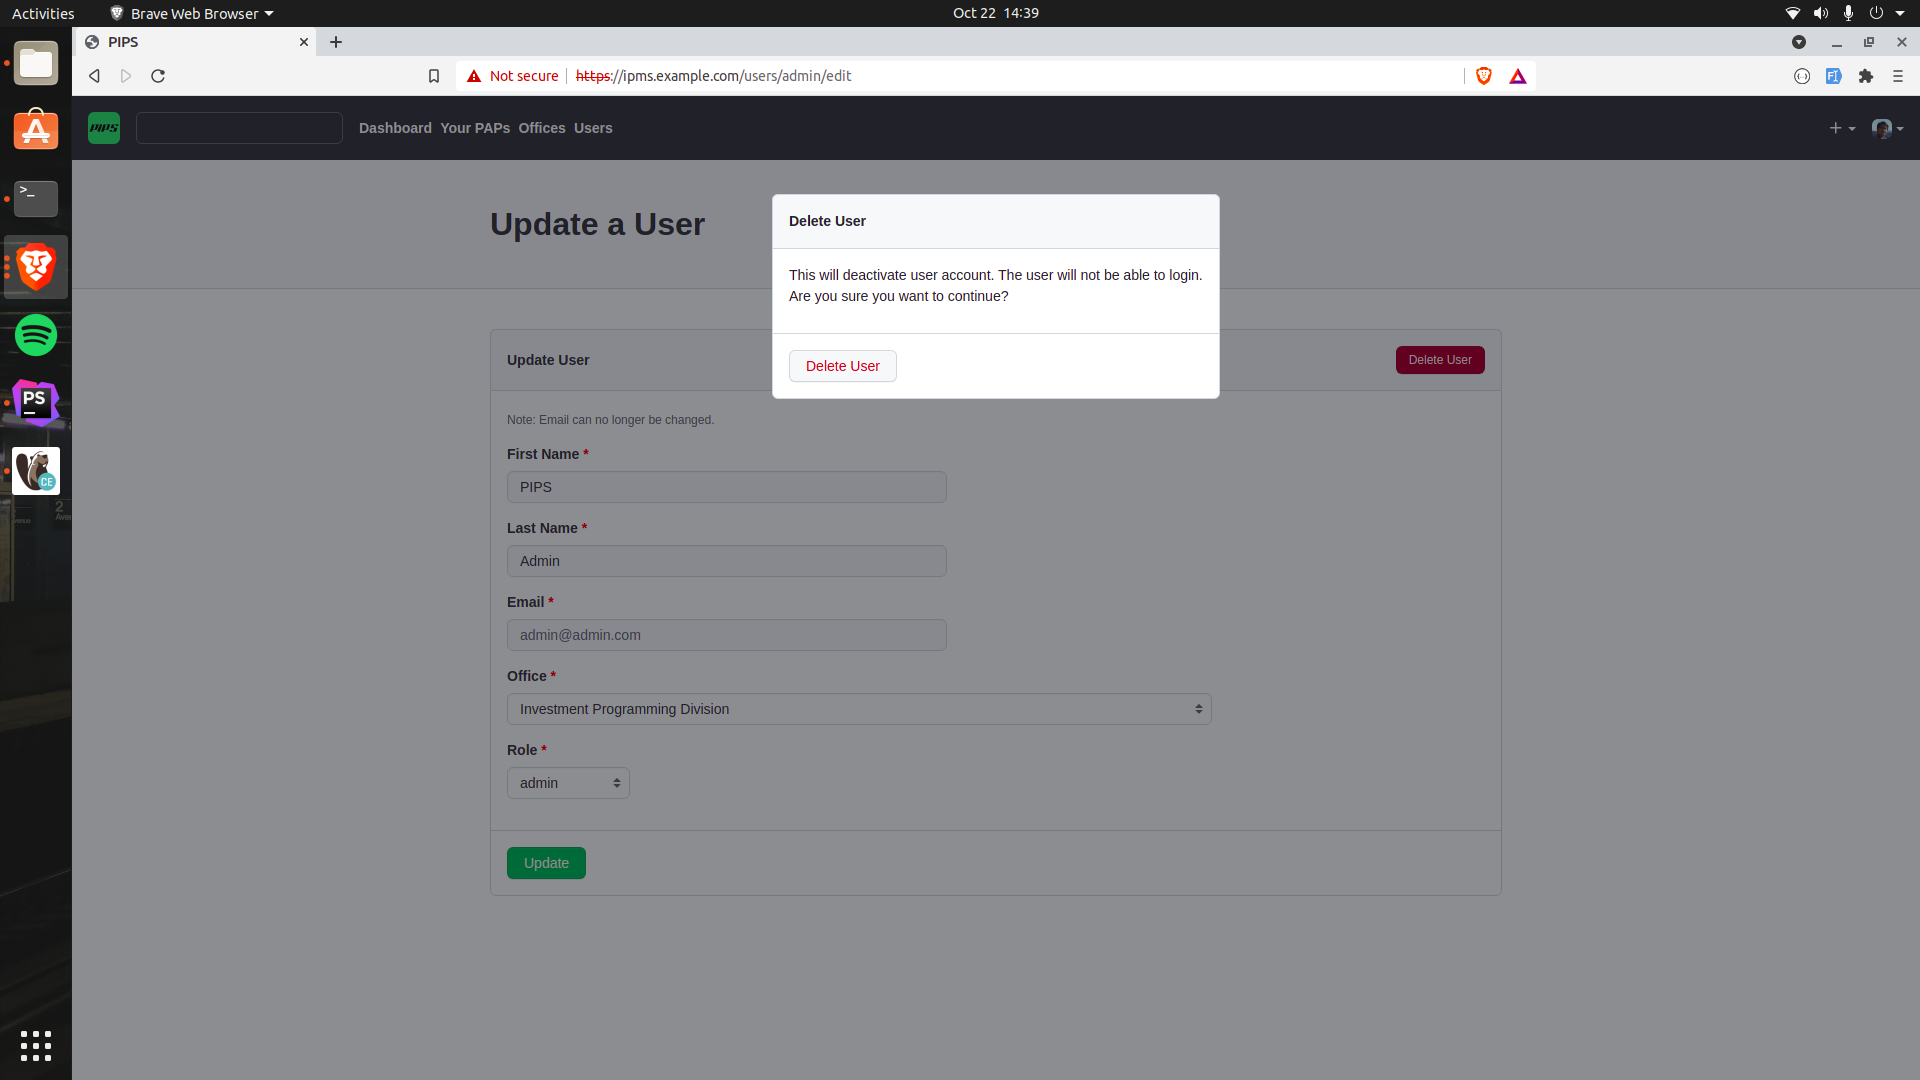 Activities
Brave Web Browser
Oct 22 14:39
PIPS
Not secure
https://ipms.example.com/users/admin/edit
PIPS
Dashboard Your PAPs Offices Users
Update a User
Delete User
This will deactivate user account. The user will not be able to login.
Are you sure you want to continue?
Delete User
Update User
Delete User
Note: Email can no longer be changed.
First Name *
PIPS
Last Name *
Admin
Email *
admin@admin.com
Office *
Investment Programming Division
Role *
admin
Update
>_
PS
CE
2